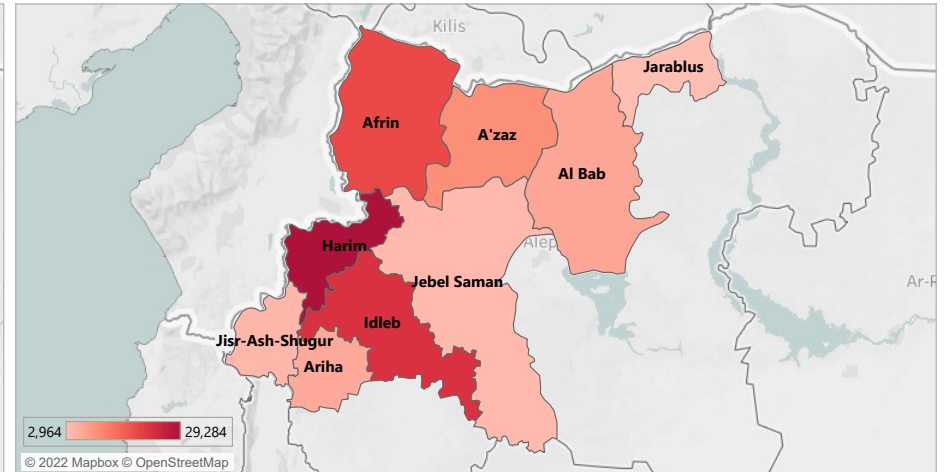 Kilis
Jarablus
Afrin
A'zaz
Al Bab
Harim
Alep
Jebel Saman
Ar-R
Idleb
Jisr-Ash-Shugur
Ariha
2,964
29,284
© 2022 Mapbox © OpenStreetMap